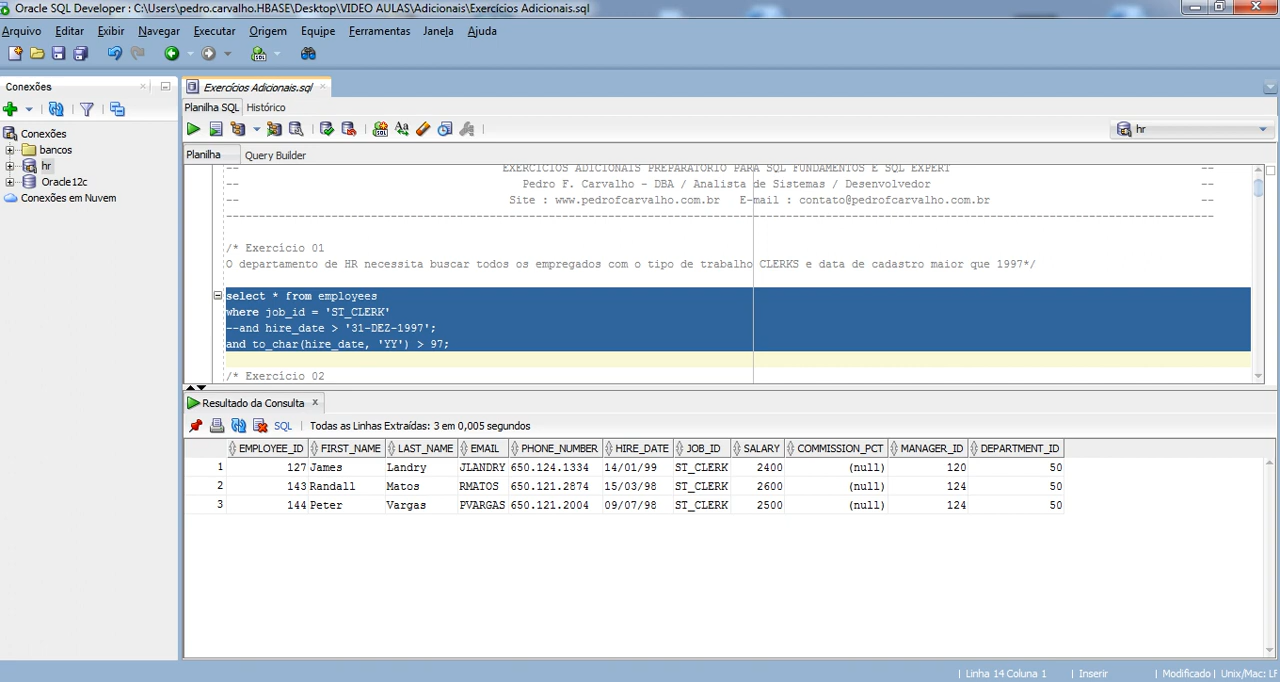 Oracle SQL Developer : C:\Users\pedro.carvalho.HBASE\Desktop\VIDEO AULAS\Adicionais\Exercícios Adicionais.sql
Arquivo Editar Exibir Navegar Executar Origem Equipe Ferramentas Janela Ajuda
Conexões
Exercícios Adicionais.sql
Planilha SQL Histórico
hr
Planilha Query Builder
Conexões
bancos
hr
Oracle12c
Conexões em Nuvem
-- EXERCÍCIOS ADICIONAIS PREPARATÓRIO PARA SQL FUNDAMENTOS E SQL EXPERT --
-- Pedro F. Carvalho - DBA / Analista de Sistemas / Desenvolvedor --
-- Site : www.pedrofcarvalho.com.br E-mail : contato@pedrofcarvalho.com.br --
/* Exercício 01
O departamento de HR necessita buscar todos os empregados com o tipo de trabalho CLERKS e data de cadastro maior que 1997*/
select * from employees
where job_id = 'ST_CLERK'
--and hire_date > '31-DEZ-1997';
and to_char(hire_date, 'YY') > 97;
/* Exercício 02
Resultado da Consulta
SQL | Todas as Linhas Extraídas: 3 em 0,005 segundos
EMPLOYEE_ID FIRST_NAME LAST_NAME EMAIL PHONE_NUMBER HIRE_DATE JOB_ID SALARY COMMISSION_PCT MANAGER_ID DEPARTMENT_ID
1 127 James Landry JLANDRY 650.124.1334 14/01/99 ST_CLERK 2400 (null) 120 50
2 143 Randall Matos RMATOS 650.121.2874 15/03/98 ST_CLERK 2600 (null) 124 50
3 144 Peter Vargas PVARGAS 650.121.2004 09/07/98 ST_CLERK 2500 (null) 124 50
| Linha 14 Coluna 1 | Inserir | Modificado | Unix/Mac: LF